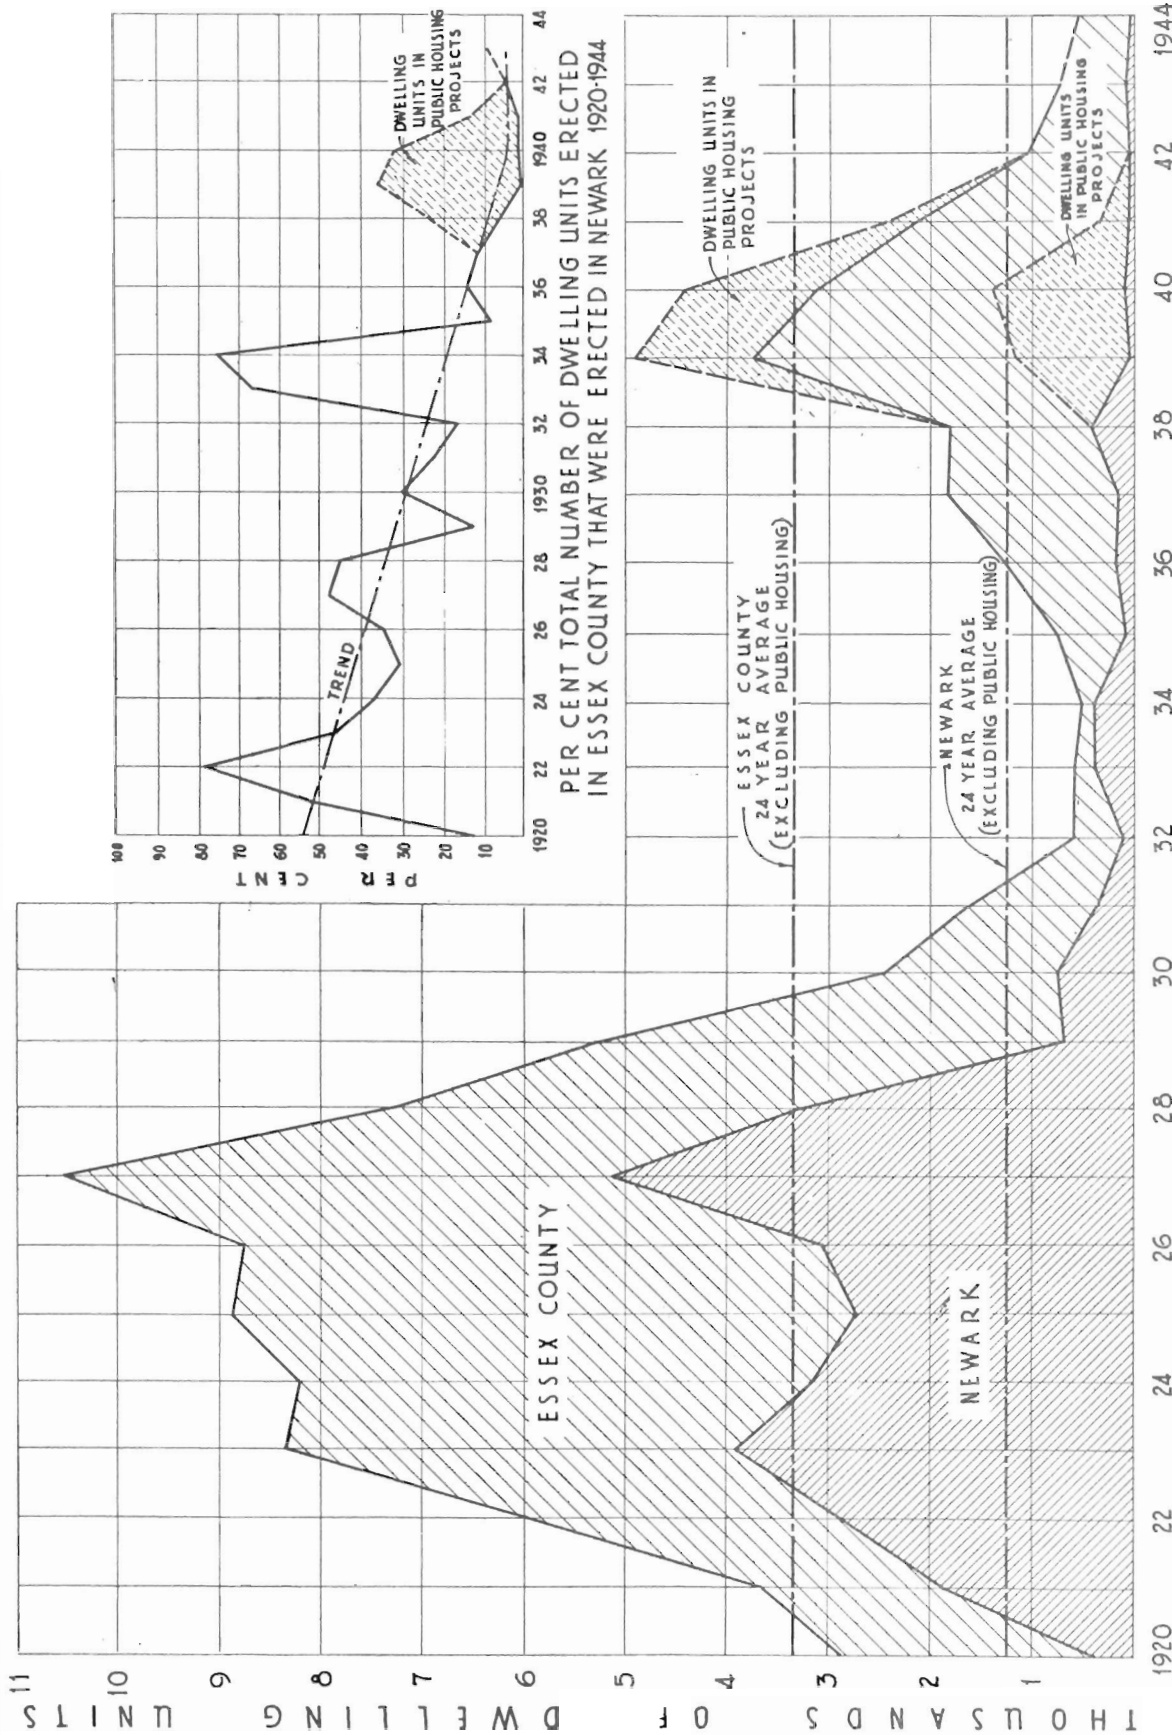 THOUSANDS OF DWELLING UNITS
11
10
9
8
7
6
5
4
3
2
1
1920 22 24 26 28 30 32 34 36 38 40 42 1944
ESSEX COUNTY
NEWARK
ESSEX COUNTY
24 YEAR AVERAGE
(EXCLUDING PUBLIC HOUSING)
NEWARK
24 YEAR AVERAGE
(EXCLUDING PUBLIC HOUSING)
DWELLING UNITS IN
PUBLIC HOUSING
PROJECTS
DWELLING UNITS
IN PUBLIC HOUSING
PROJECTS
PER CENT
100
90
80
70
60
50
40
30
20
10
1920 22 24 26 28 1930 32 34 36 38 1940 42 44
TREND
DWELLING
UNITS IN
PUBLIC HOUSING
PROJECTS
PER CENT TOTAL NUMBER OF DWELLING UNITS ERECTED
IN ESSEX COUNTY THAT WERE ERECTED IN NEWARK 1920-1944